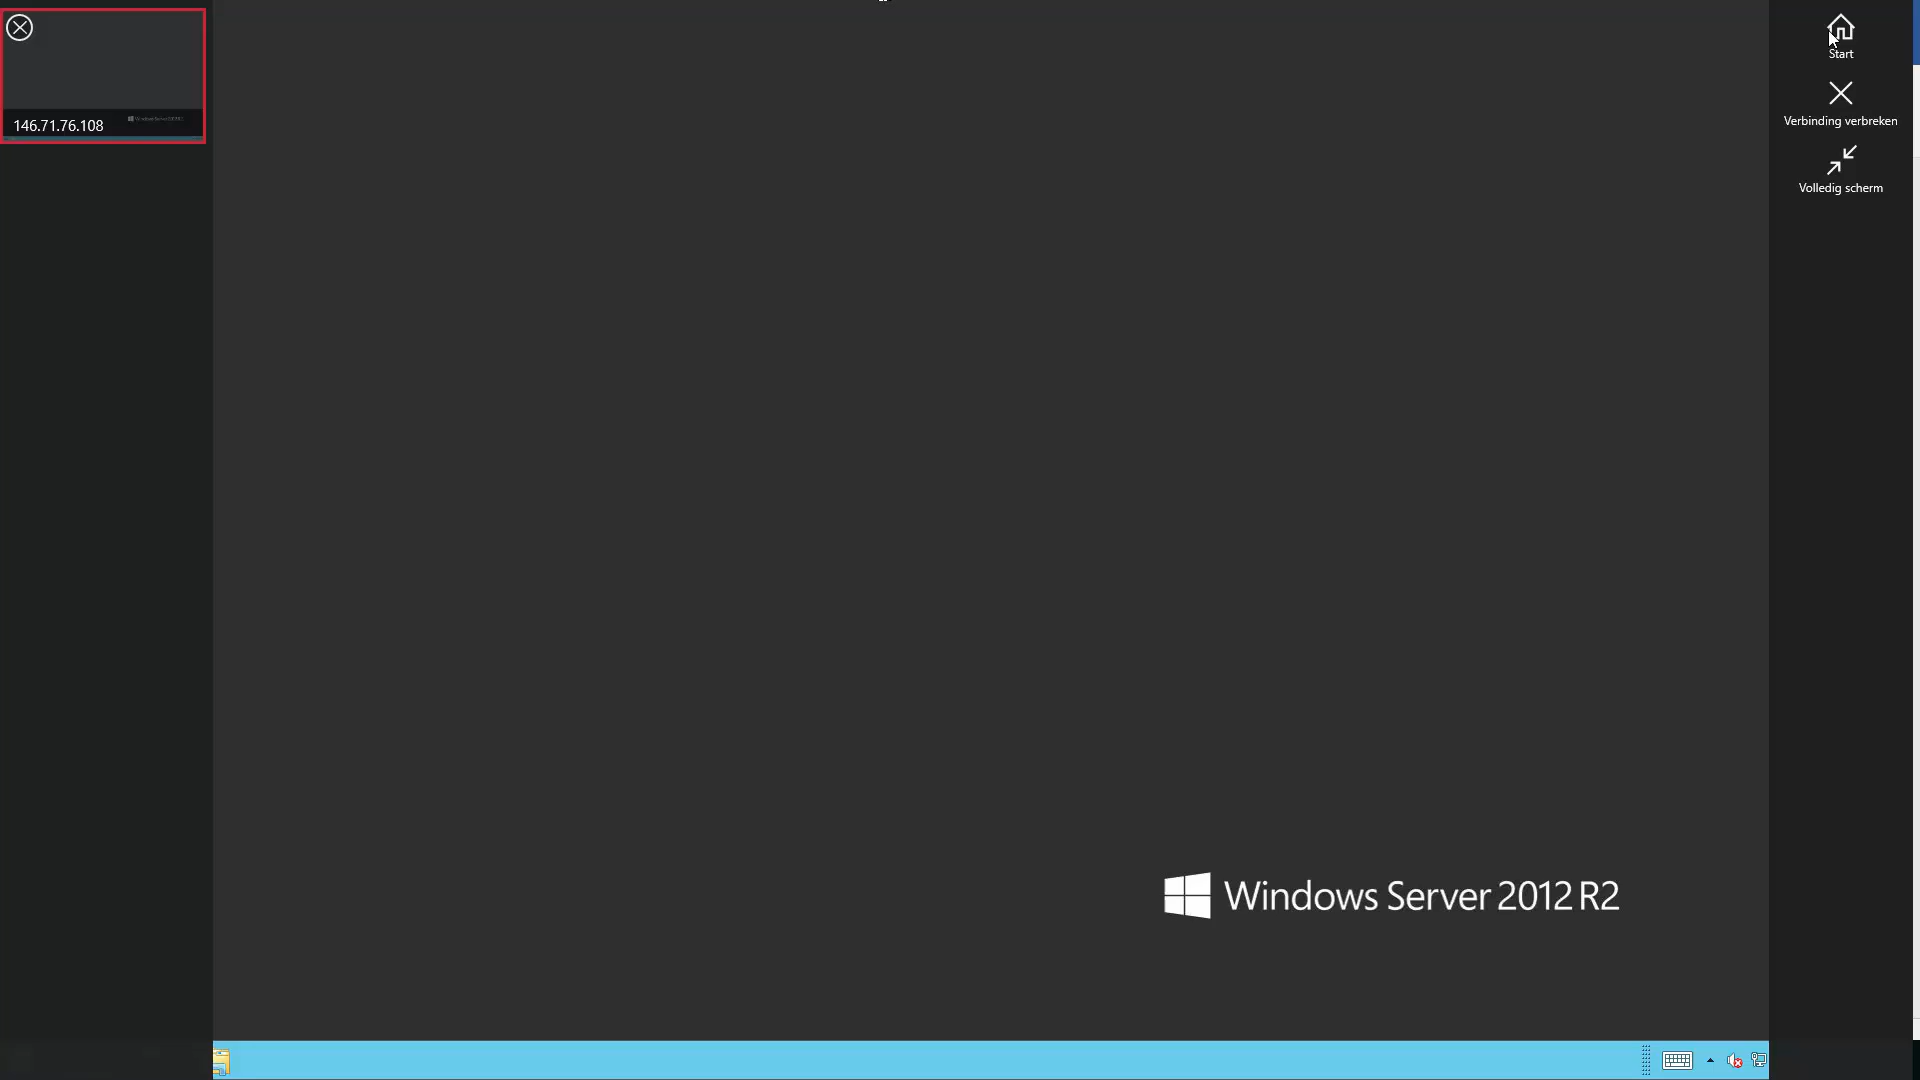 146.71.76.108
Start
Verbinding verbreken
Volledig scherm
Windows Server 2012 R2